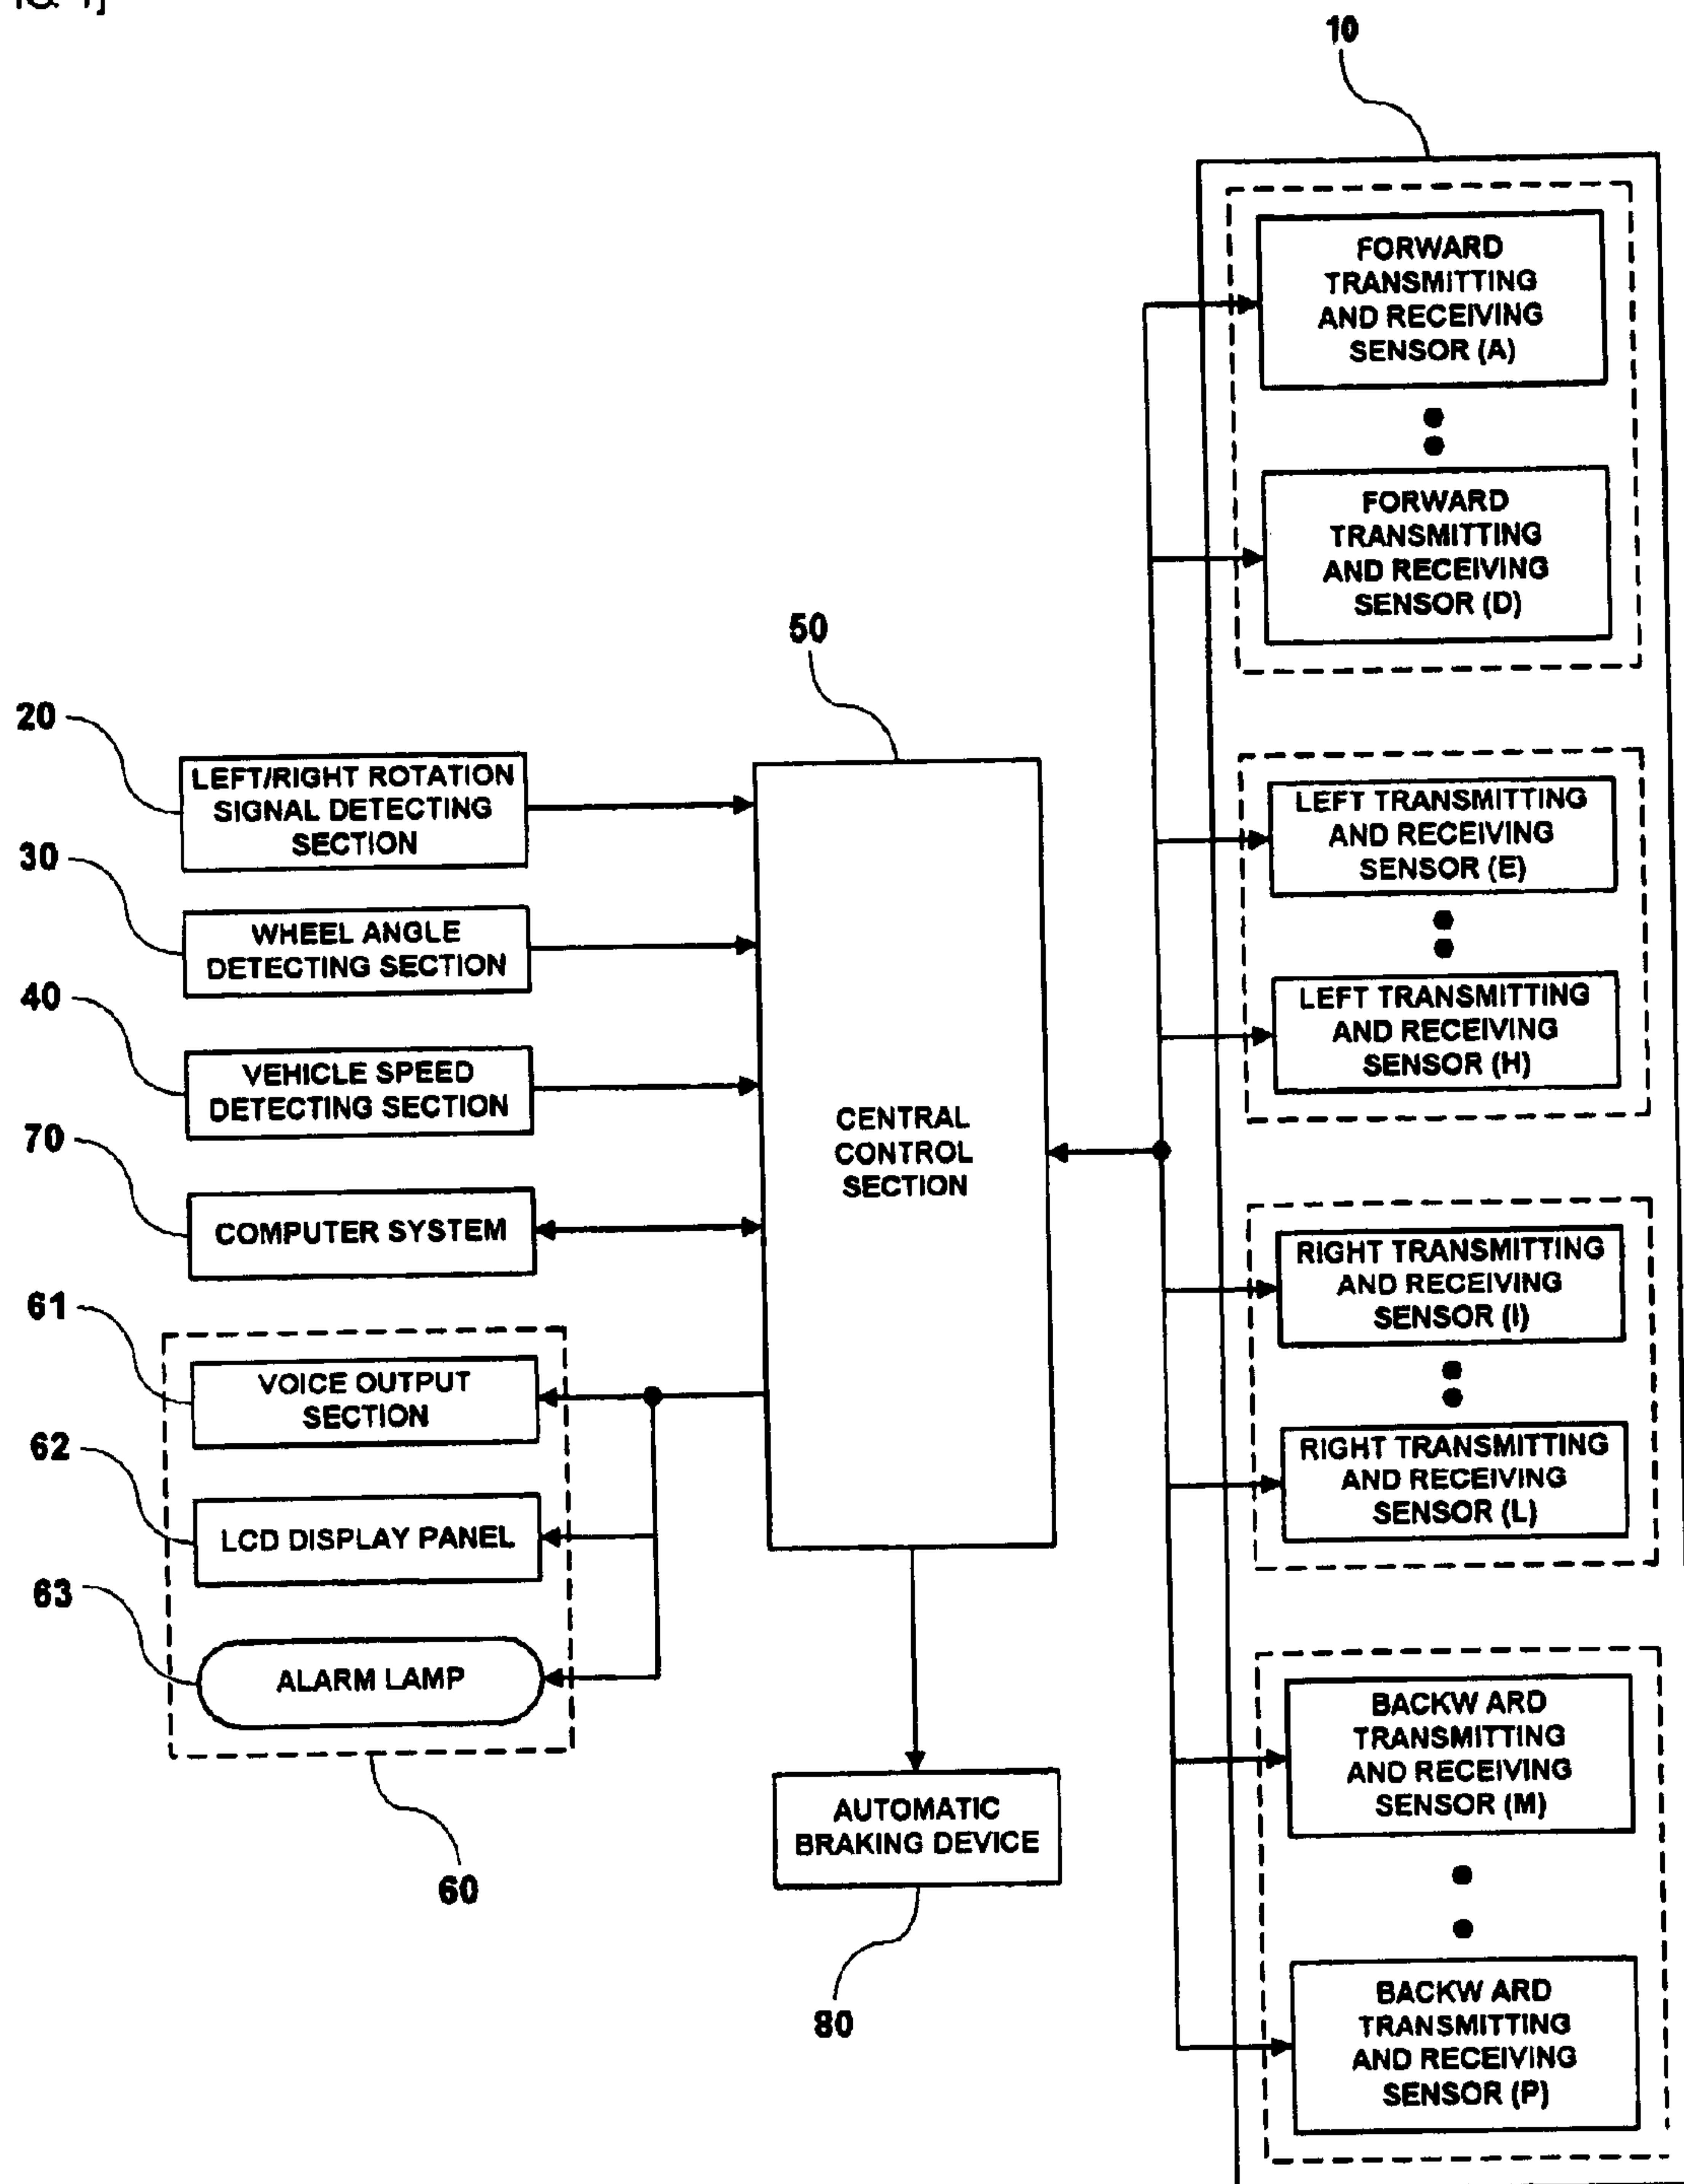 10
FORWARD
TRANSMITTING
AND RECEIVING
SENSOR (A)
FORWARD
TRANSMITTING
AND RECEIVING
SENSOR (D)
50
20
LEFT/RIGHT ROTATION
SIGNAL DETECTING
SECTION
30
WHEEL ANGLE
DETECTING SECTION
40
VEHICLE SPEED
DETECTING SECTION
70
COMPUTER SYSTEM
CENTRAL
CONTROL
SECTION
LEFT TRANSMITTING
AND RECEIVING
SENSOR (E)
LEFT TRANSMITTING
AND RECEIVING
SENSOR (H)
RIGHT TRANSMITTING
AND RECEIVING
SENSOR (I)
RIGHT TRANSMITTING
AND RECEIVING
SENSOR (L)
61
VOICE OUTPUT
SECTION
62
LCD DISPLAY PANEL
63
ALARM LAMP
60
AUTOMATIC
BRAKING DEVICE
80
BACKW ARD
TRANSMITTING
AND RECEIVING
SENSOR (M)
BACKW ARD
TRANSMITTING
AND RECEIVING
SENSOR (P)